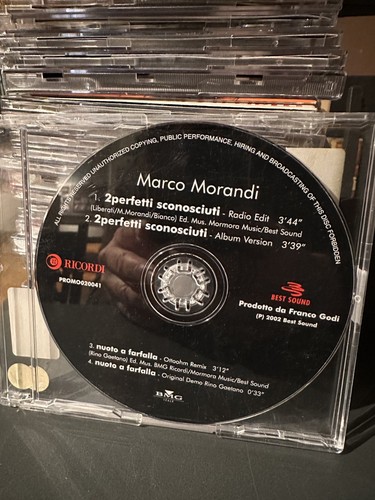 ALL RIGHTS RESERVED UNAUTHORIZED COPYING, PUBLIC PERFORMANCE, HIRING AND BROADCASTING OF THIS DISC FORBIDDEN
Marco Morandi
1. 2perfetti sconosciuti - Radio Edit 3'44"
(Liberati/M.Morandi/Bianco) Ed. Mus. Mormora Music/Best Sound
2. 2perfetti sconosciuti - Album Version 3'39"
RICORDI
PROMO020041
BEST SOUND
Prodotto da Franco Godi
(P) 2002 Best Sound
3. nuoto a farfalla - Ottoohm Remix 3'12"
(Rino Gaetano) Ed. Mus. BMG Ricordi/Mormora Music/Best Sound
4. nuoto a farfalla - Original Demo Rino Gaetano 0'33"
BMG